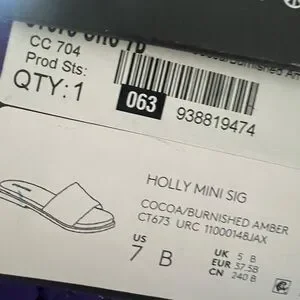 CC 704
Prod Sts:
QTY: 1
063
938819474
HOLLY MINI SIG
COCOA/BURNISHED AMBER
CT673 URC 11000148JAX
US
7 B
UK 5 B
EUR 37.5B
CN 240 B